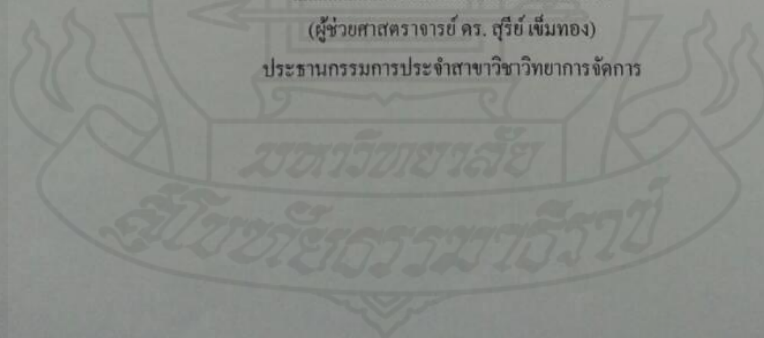 (ผู้ช่วยศาสตราจารย์ ดร. สุรีย์ เข็มทอง)
ประธานกรรมการประจำสาขาวิชาวิทยาการจัดการ
มหาวิทยาลัย
สุโขทัยธรรมาธิราช